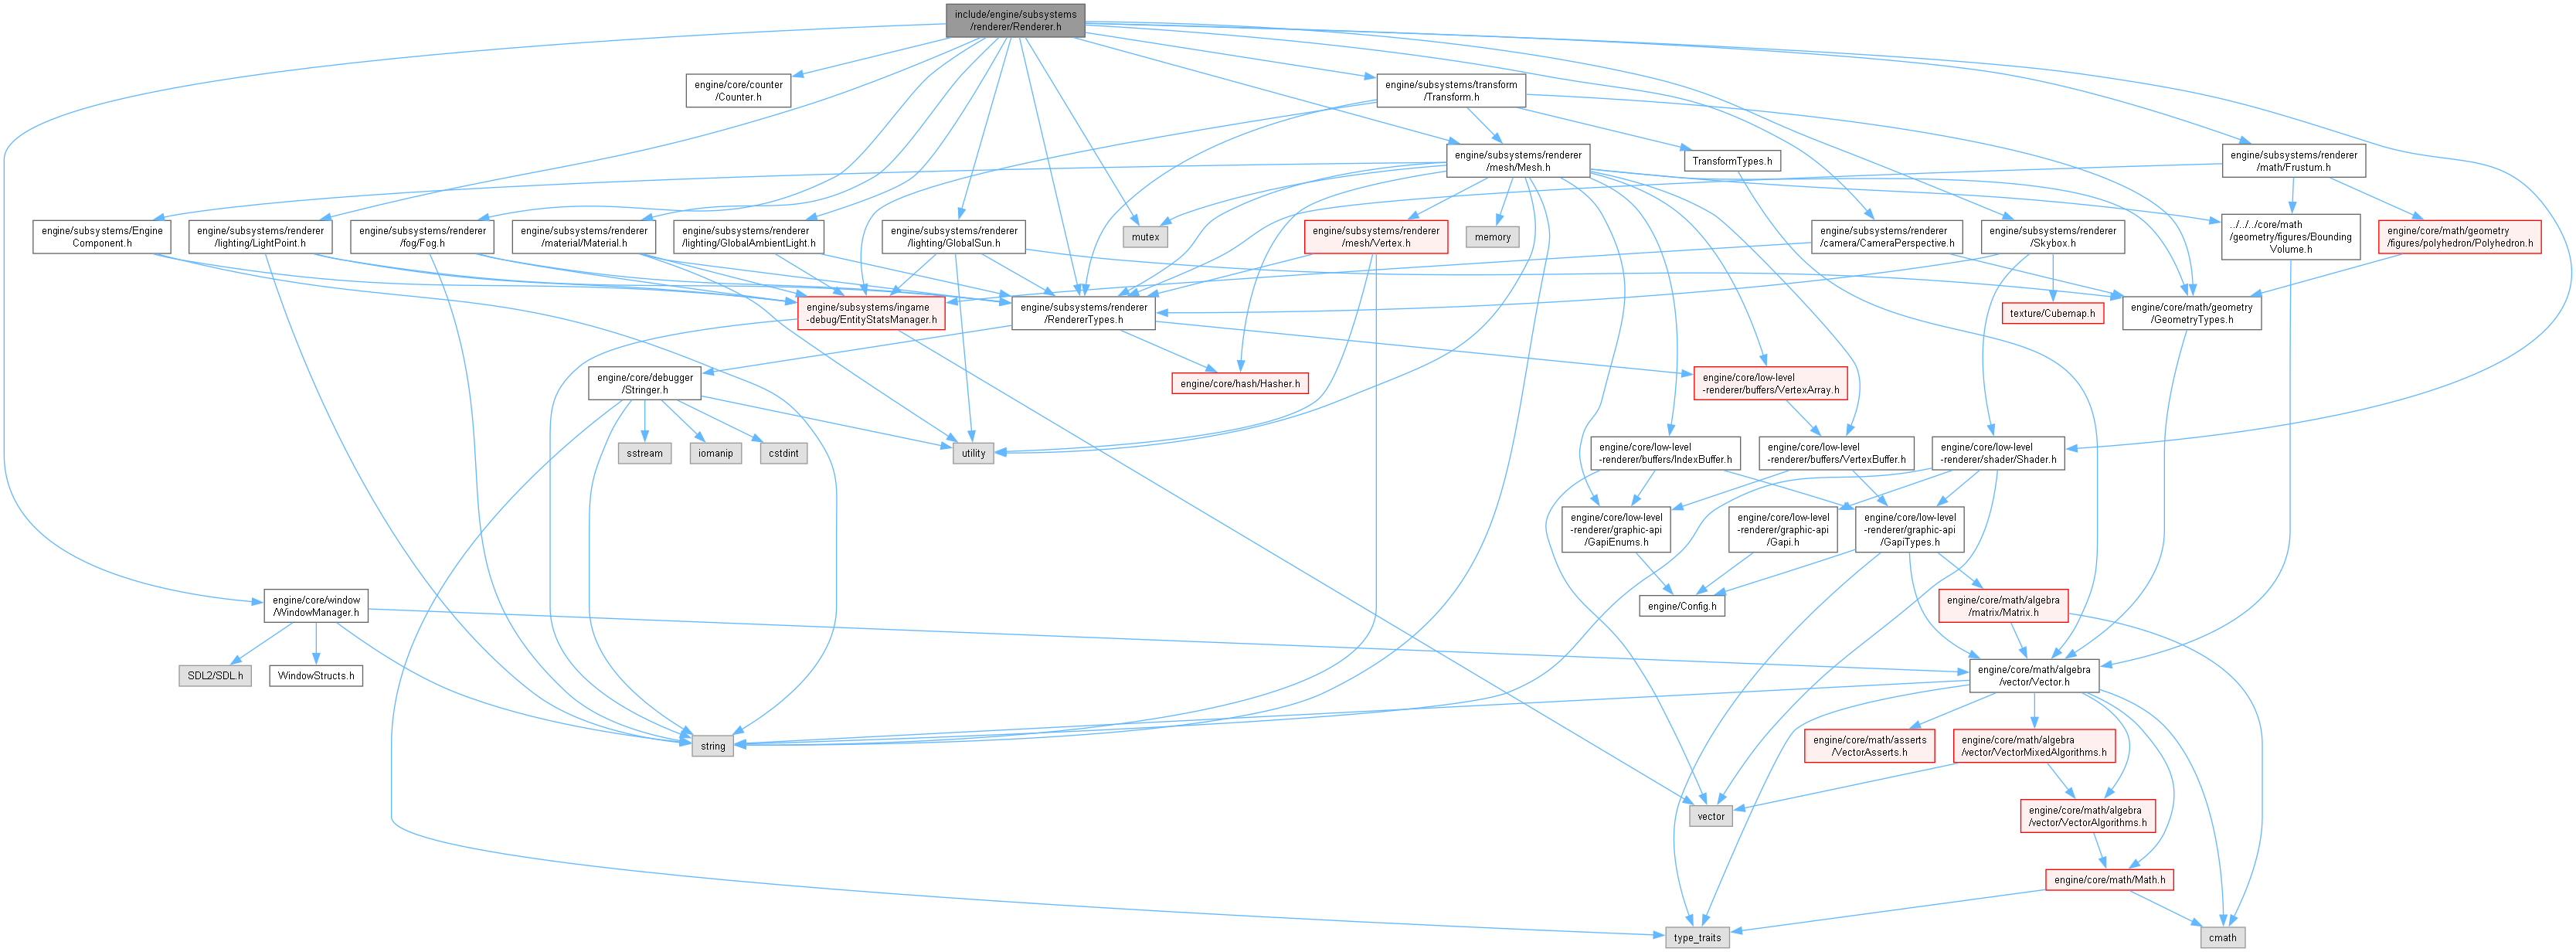 include/engine/subsystems
/renderer/Renderer.h
engine/core/counter
/Counter.h
engine/subsystems/transform
/Transform.h
engine/subsystems/renderer
/mesh/Mesh.h
TransformTypes.h
engine/subsystems/renderer
/math/Frustum.h
engine/subsystems/Engine
Component.h
engine/subsystems/renderer
/lighting/LightPoint.h
engine/subsystems/renderer
/fog/Fog.h
engine/subsystems/renderer
/material/Material.h
engine/subsystems/renderer
/lighting/GlobalAmbientLight.h
engine/subsystems/renderer
/lighting/GlobalSun.h
mutex
engine/subsystems/renderer
/mesh/Vertex.h
memory
engine/subsystems/renderer
/camera/CameraPerspective.h
engine/subsystems/renderer
/Skybox.h
../../../core/math
/geometry/figures/Bounding
Volume.h
engine/core/math/geometry
/figures/polyhedron/Polyhedron.h
engine/subsystems/ingame
-debug/EntityStatsManager.h
engine/subsystems/renderer
/RendererTypes.h
texture/Cubemap.h
engine/core/math/geometry
/GeometryTypes.h
engine/core/debugger
/Stringer.h
engine/core/hash/Hasher.h
engine/core/low-level
-renderer/buffers/VertexArray.h
sstream
iomanip
cstdint
utility
engine/core/low-level
-renderer/buffers/IndexBuffer.h
engine/core/low-level
-renderer/buffers/VertexBuffer.h
engine/core/low-level
-renderer/shader/Shader.h
engine/core/low-level
-renderer/graphic-api
/GapiEnums.h
engine/core/low-level
-renderer/graphic-api
/Gapi.h
engine/core/low-level
-renderer/graphic-api
/GapiTypes.h
engine/core/window
/WindowManager.h
engine/Config.h
engine/core/math/algebra
/matrix/Matrix.h
SDL2/SDL.h
WindowStructs.h
engine/core/math/algebra
/vector/Vector.h
string
engine/core/math/asserts
/VectorAsserts.h
engine/core/math/algebra
/vector/VectorMixedAlgorithms.h
vector
engine/core/math/algebra
/vector/VectorAlgorithms.h
engine/core/math/Math.h
type_traits
cmath